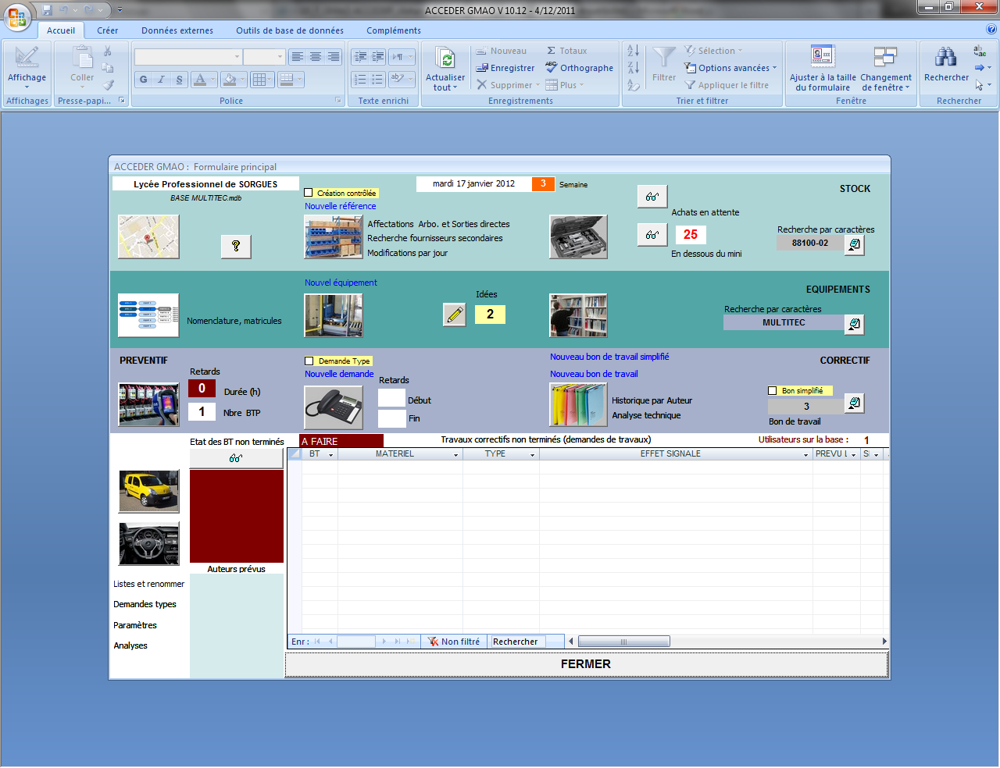 ACCEDER GMAO V 10.12 - 4/12/2011
Accueil
Créer
Données externes
Outils de base de données
Compléments
Affichage
Affichages
Coller
Presse-papi...
G I S A
Police
Texte enrichi
Actualiser
tout
Nouveau
Enregistrer
Supprimer
Σ Totaux
Orthographe
Plus
Enregistrements
Filtrer
Sélection
Options avancées
Appliquer le filtre
Trier et filtrer
Ajuster à la taille
du formulaire
Changement
de fenêtre
Fenêtre
Rechercher
Rechercher
ACCEDER GMAO : Formulaire principal
Lycée Professionnel de SORGUES
BASE MULTITEC.mdb
mardi 17 janvier 2012
3
Semaine
Création contrôlée
Nouvelle référence
Affectations Arbo. et Sorties directes
Recherche fournisseurs secondaires
Modifications par jour
?
STOCK
Achats en attente
25
En dessous du mini
Recherche par caractères
88100-02
Nomenclature, matricules
Nouvel équipement
Idées
2
EQUIPEMENTS
Recherche par caractères
MULTITEC
PREVENTIF
Retards
0
Durée (h)
1
Nbre BTP
Demande Type
Nouvelle demande
Retards
Début
Fin
Nouveau bon de travail simplifié
Nouveau bon de travail
Historique par Auteur
Analyse technique
CORRECTIF
Bon simplifié
3
Bon de travail
Etat des BT non terminés
A FAIRE
Travaux correctifs non terminés (demandes de travaux)
Utilisateurs sur la base :
1
BT
MATERIEL
TYPE
EFFET SIGNALE
PREVU L
Auteurs prévus
Listes et renommer
Demandes types
Paramètres
Analyses
Enr :
Non filtré
Rechercher
FERMER